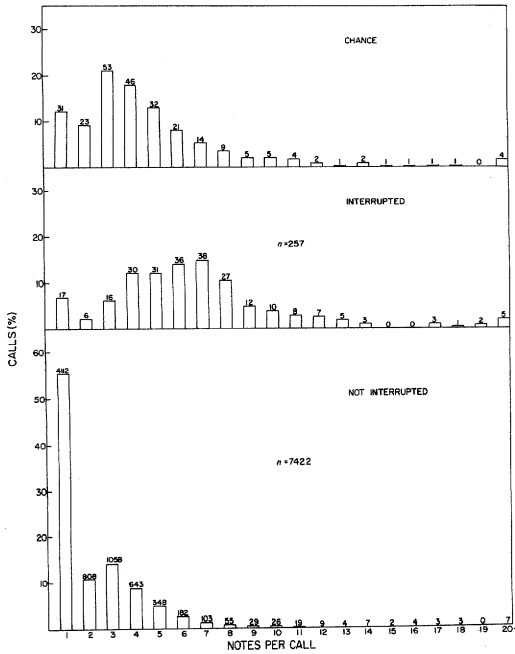 CALLS (%)
30
20
10
CHANCE
31 23 53 46 32 21 14 9 5 5 4 2 1 2 1 1 1 1 0 4
30
20
10
INTERRUPTED
n=257
17 6 16 30 31 36 38 27 12 10 8 7 5 3 0 0 3 1 2 5
60
50
40
30
20
10
NOT INTERRUPTED
n=7422
4112 808 1058 643 348 182 103 55 29 26 19 9 4 7 2 4 3 3 0 7
1 2 3 4 5 6 7 8 9 10 11 12 13 14 15 16 17 18 19 20
NOTES PER CALL